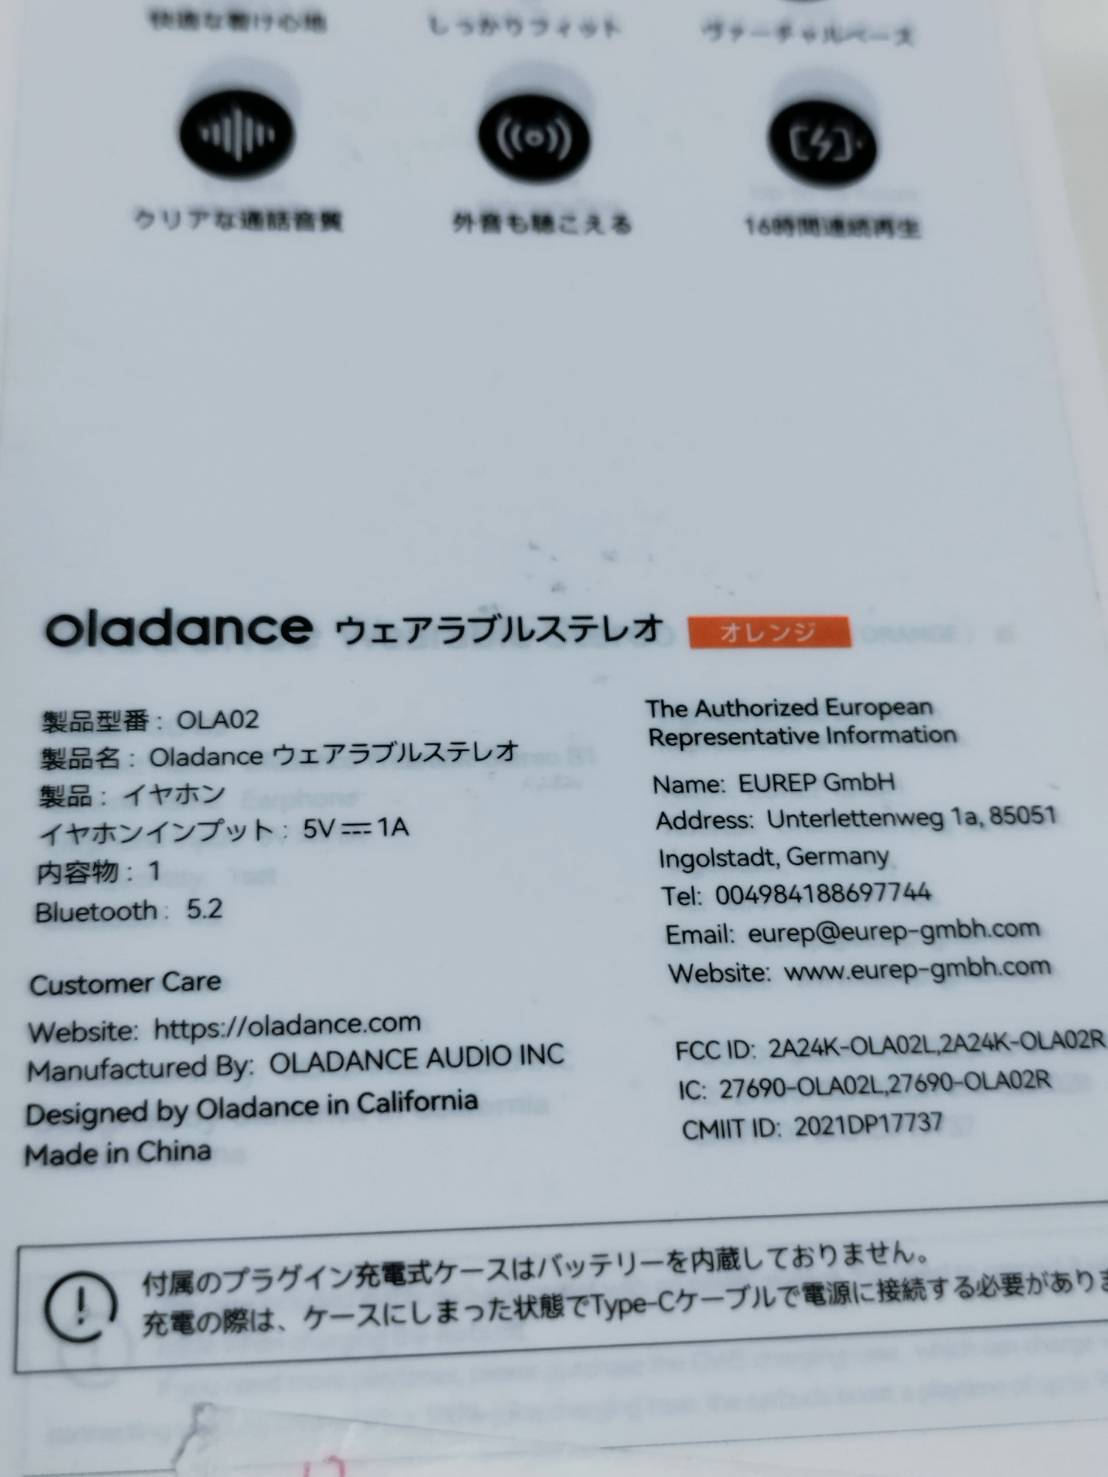 快適な着け心地
しっかりフィット
ヴァーチャルベース
クリアな通話音質
外音も聴こえる
16時間連続再生
oladance ウェアラブルステレオ オレンジ
製品型番: OLA02
製品名: Oladance ウェアラブルステレオ
製品: イヤホン
イヤホンインプット: 5V⎓1A
内容物: 1
Bluetooth: 5.2
Customer Care
Website: https://oladance.com
Manufactured By: OLADANCE AUDIO INC
Designed by Oladance in California
Made in China
The Authorized European
Representative Information
Name: EUREP GmbH
Address: Unterlettenweg 1a, 85051
Ingolstadt, Germany
Tel: 004984188697744
Email: eurep@eurep-gmbh.com
Website: www.eurep-gmbh.com
FCC ID: 2A24K-OLA02L,2A24K-OLA02R
IC: 27690-OLA02L,27690-OLA02R
CMIIT ID: 2021DP17737
付属のプラグイン充電式ケースはバッテリーを内蔵しておりません。
充電の際は、ケースにしまった状態でType-Cケーブルで電源に接続する必要がありま